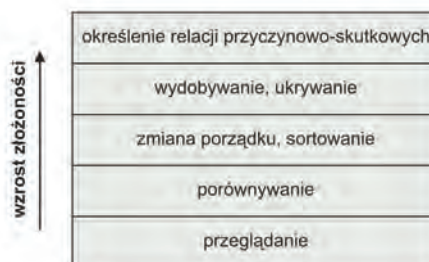 określenie relacji przyczynowo-skutkowych
wydobywanie, ukrywanie
zmiana porządku, sortowanie
porównywanie
przeglądanie
wzrost złożoności